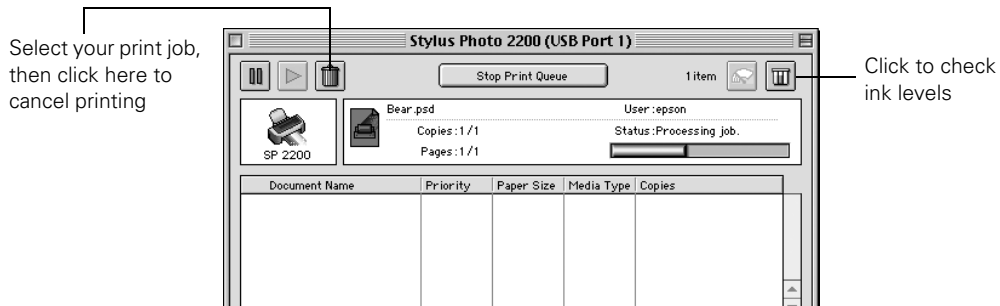 Select your print job,
then click here to
cancel printing
Stylus Photo 2200 (USB Port 1)
Stop Print Queue
1 item
Click to check
ink levels
SP 2200
Bear.psd
User :epson
Copies :1 /1
Status :Processing job.
Pages :1 /1
Document Name Priority Paper Size Media Type Copies